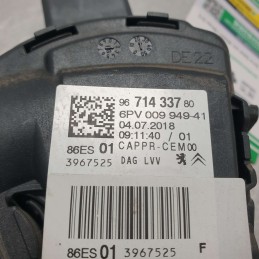 DE22
96 714 337 80
6PV 009 949-41
04.07.2018
09:11:40 / 01
86ES 01 CAPPR-CEM00
3967525 DAG LVV
86ES 01 3967525 F